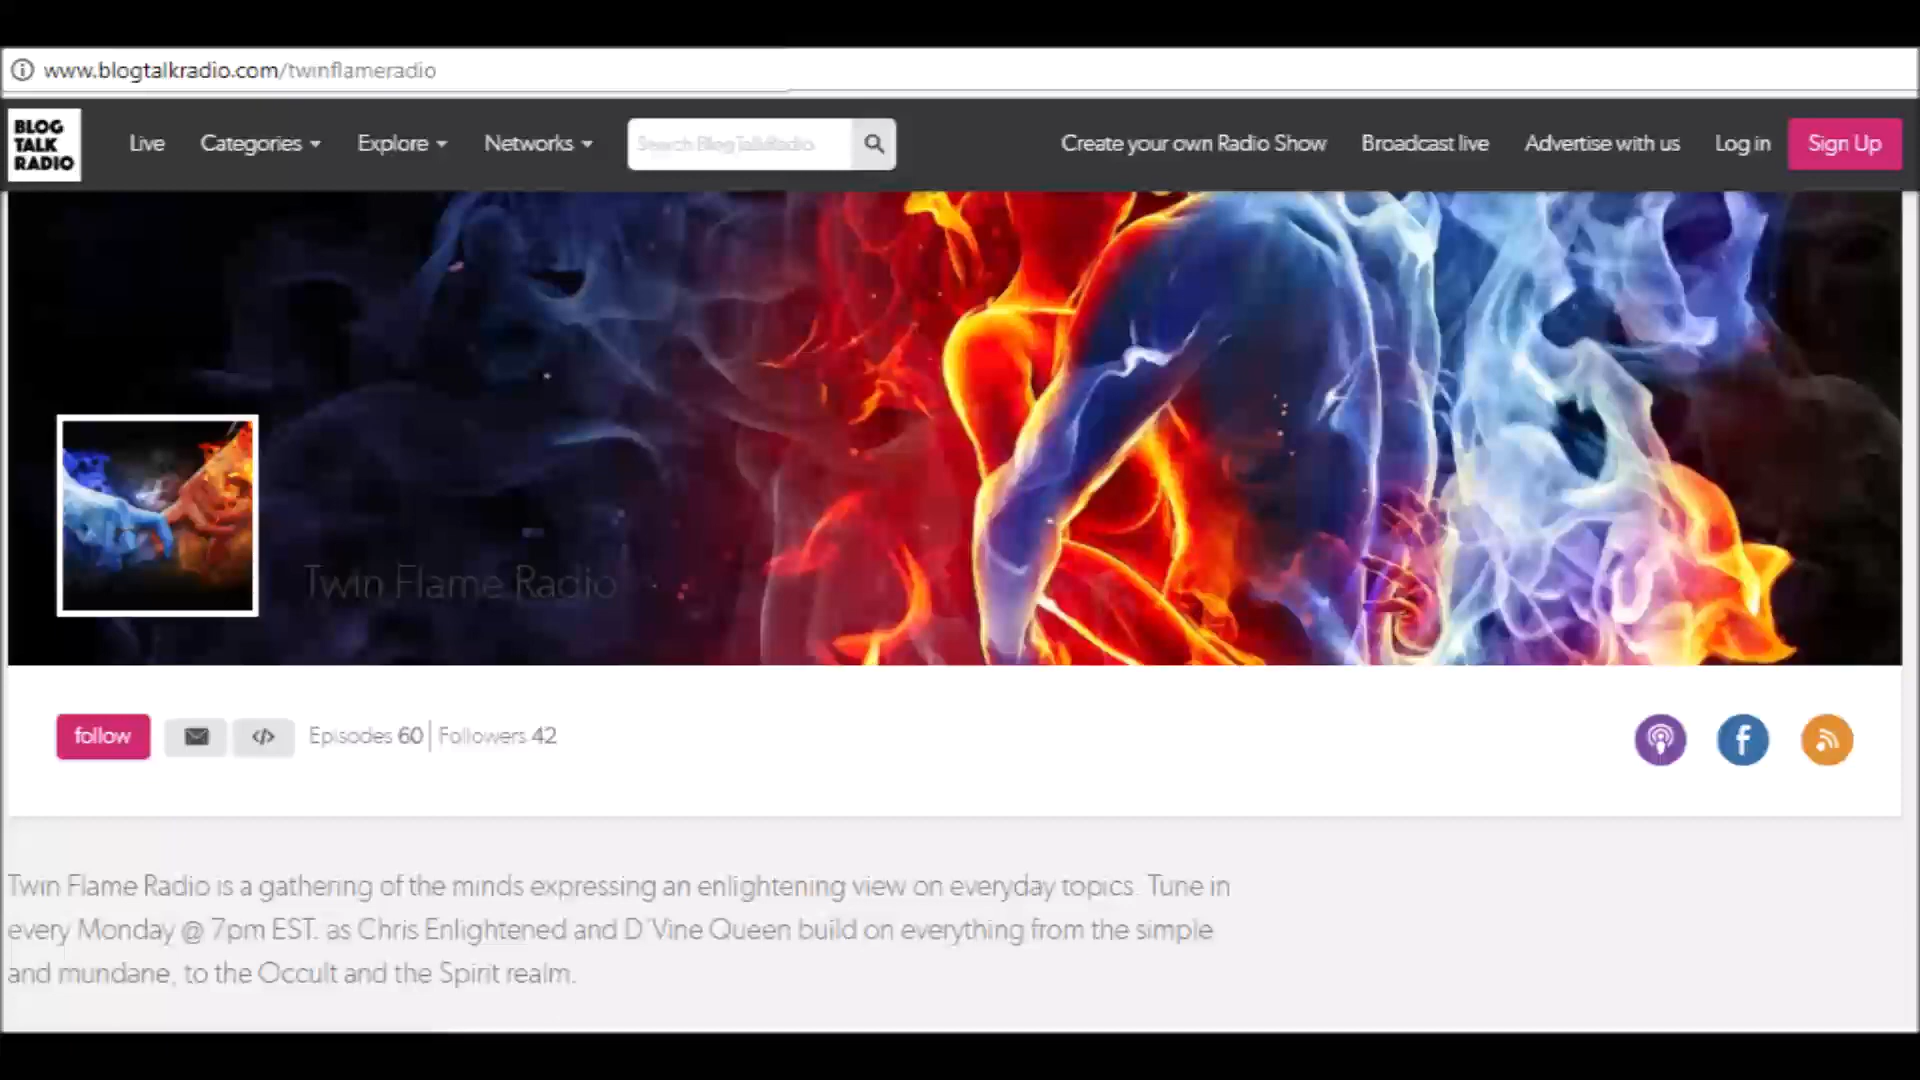 www.blogtalkradio.com/twinflameradio
BLOG
TALK
RADIO
Live
Categories
Explore
Networks
Search BlogTalkRadio
Create your own Radio Show
Broadcast live
Advertise with us
Log in
Sign Up
Twin Flame Radio
follow
Episodes 60
Followers 42
Twin Flame Radio is a gathering of the minds expressing an enlightening view on everyday topics. Tune in
every Monday @ 7pm EST. as Chris Enlightened and D'Vine Queen build on everything from the simple
and mundane, to the Occult and the Spirit realm.